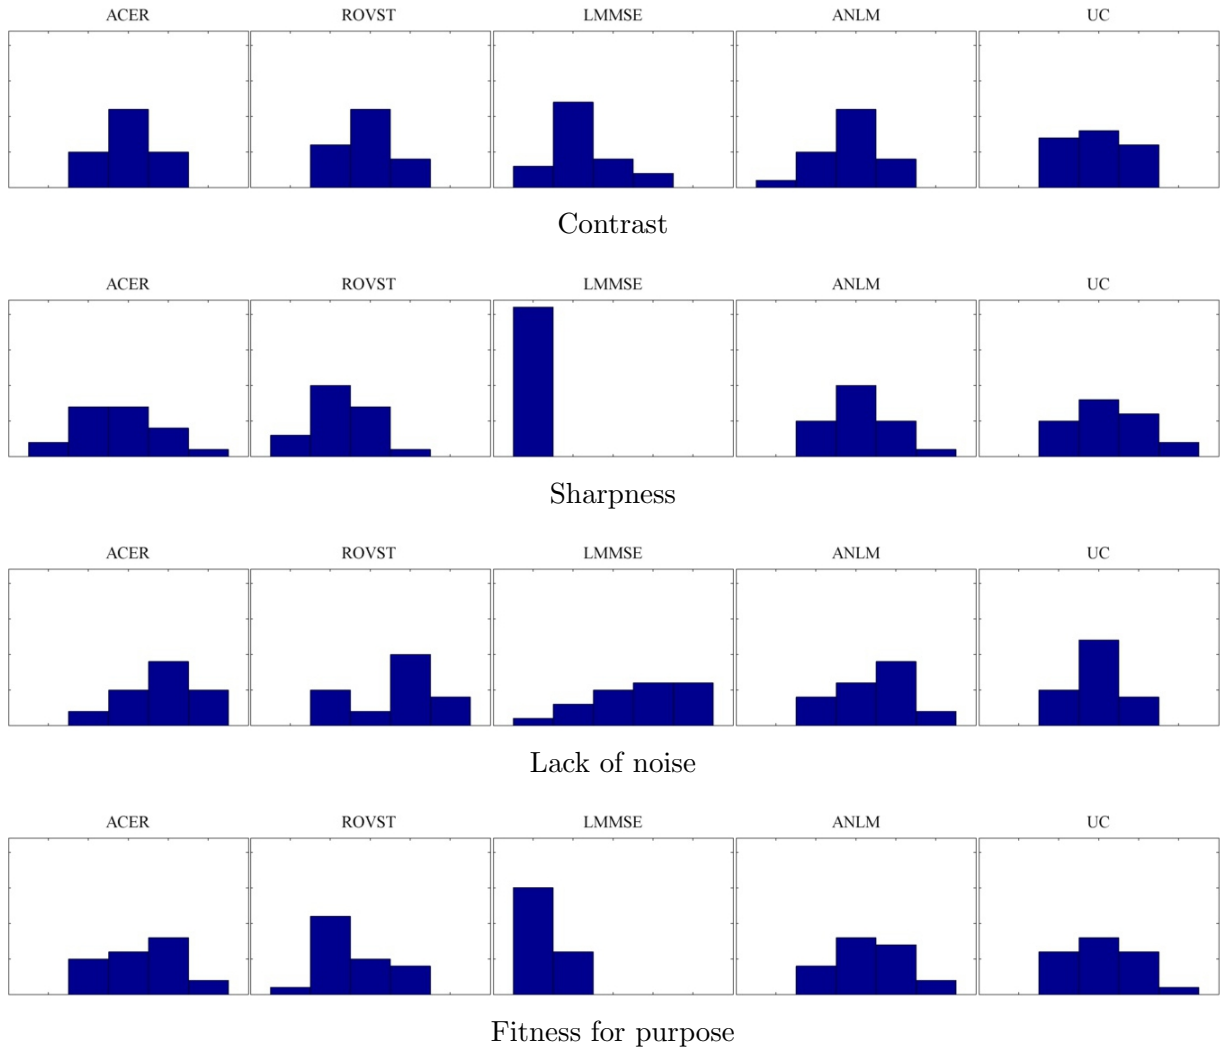 ACER ROVST LMMSE ANLM UC
Contrast
ACER ROVST LMMSE ANLM UC
Sharpness
ACER ROVST LMMSE ANLM UC
Lack of noise
ACER ROVST LMMSE ANLM UC
Fitness for purpose